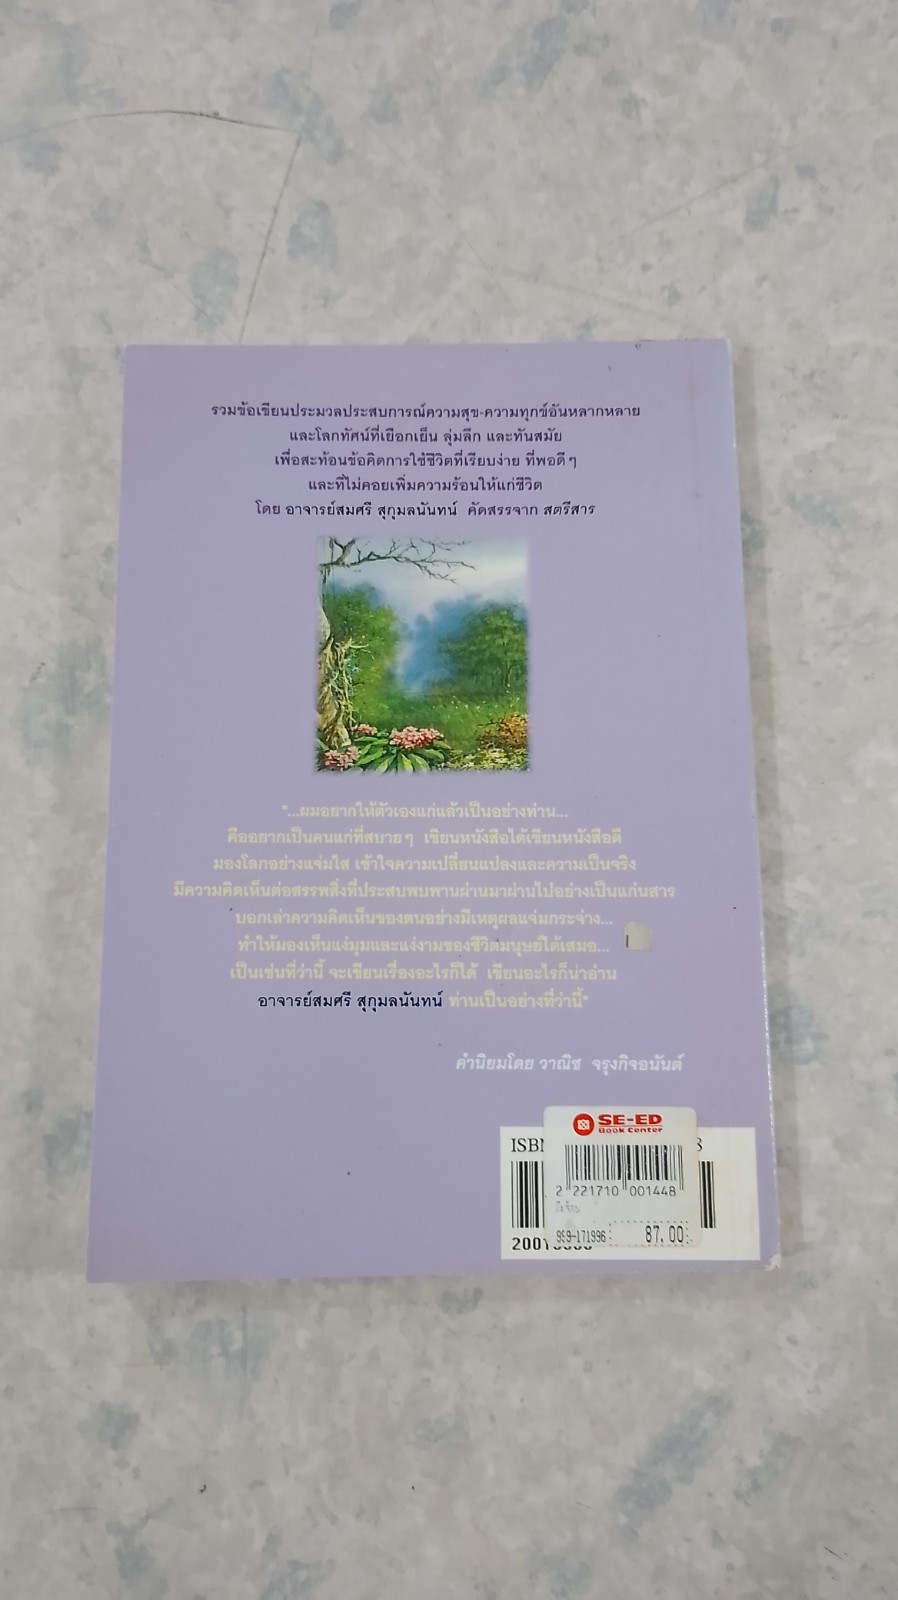 รวมข้อเขียนประมวลประสบการณ์ความสุข-ความทุกข์อันหลากหลาย
และโลกทัศน์ที่เยือกเย็น ลุ่มลึก และทันสมัย
เพื่อสะท้อนข้อคิดการใช้ชีวิตที่เรียบง่าย ที่พอดีๆ
และที่ไม่คอยเพิ่มความร้อนให้แก่ชีวิต
โดย อาจารย์สมศรี สุกุมลนันทน์ คัดสรรจาก สตรีสาร
"...ผมอยากให้ตัวเองแก่แล้วเป็นอย่างท่าน...
คืออยากเป็นคนแก่ที่สบายๆ เขียนหนังสือได้เขียนหนังสือดี
มองโลกอย่างแจ่มใส เข้าใจความเปลี่ยนแปลงและความเป็นจริง
มีความคิดเห็นต่อสรรพสิ่งที่ประสบพบพานผ่านมาผ่านไปอย่างเป็นแก่นสาร
บอกเล่าความคิดเห็นของตนอย่างมีเหตุผลแจ่มกระจ่าง...
ทำให้มองเห็นแง่มุมและแง่งามของชีวิตมนุษย์ได้เสมอ...
เป็นเช่นที่ว่านี้ จะเขียนเรื่องอะไรก็ได้ เขียนอะไรก็น่าอ่าน
อาจารย์สมศรี สุกุมลนันทน์ ท่านเป็นอย่างที่ว่านี้"
คำนิยมโดย วาณิช จรุงกิจอนันต์
SE-ED
Book Center
ISBN 8
2 221710 001448
959-171996 87.00